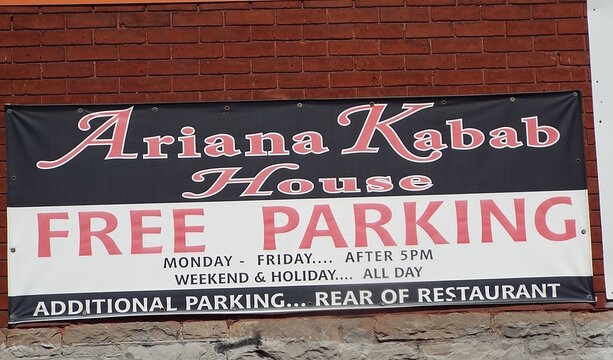 Ariana Kabab
House
FREE PARKING
MONDAY - FRIDAY.... AFTER 5PM
WEEKEND & HOLIDAY.... ALL DAY
ADDITIONAL PARKING... REAR OF RESTAURANT